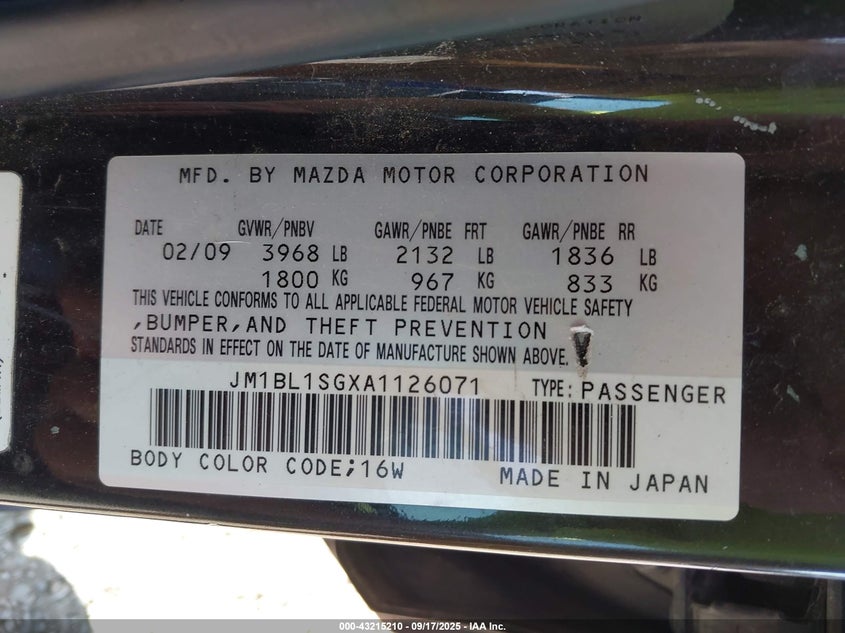 MFD. BY MAZDA MOTOR CORPORATION
DATE GVWR/PNBV GAWR/PNBE FRT GAWR/PNBE RR
02/09 3968 LB 2132 LB 1836 LB
1800 KG 967 KG 833 KG
THIS VEHICLE CONFORMS TO ALL APPLICABLE FEDERAL MOTOR VEHICLE SAFETY
,BUMPER,AND THEFT PREVENTION
STANDARDS IN EFFECT ON THE DATE OF MANUFACTURE SHOWN ABOVE.
JM1BL1SGXA1126071 TYPE: PASSENGER
BODY COLOR CODE;16W MADE IN JAPAN
000-43215210 - 09/17/2025 - IAA Inc.